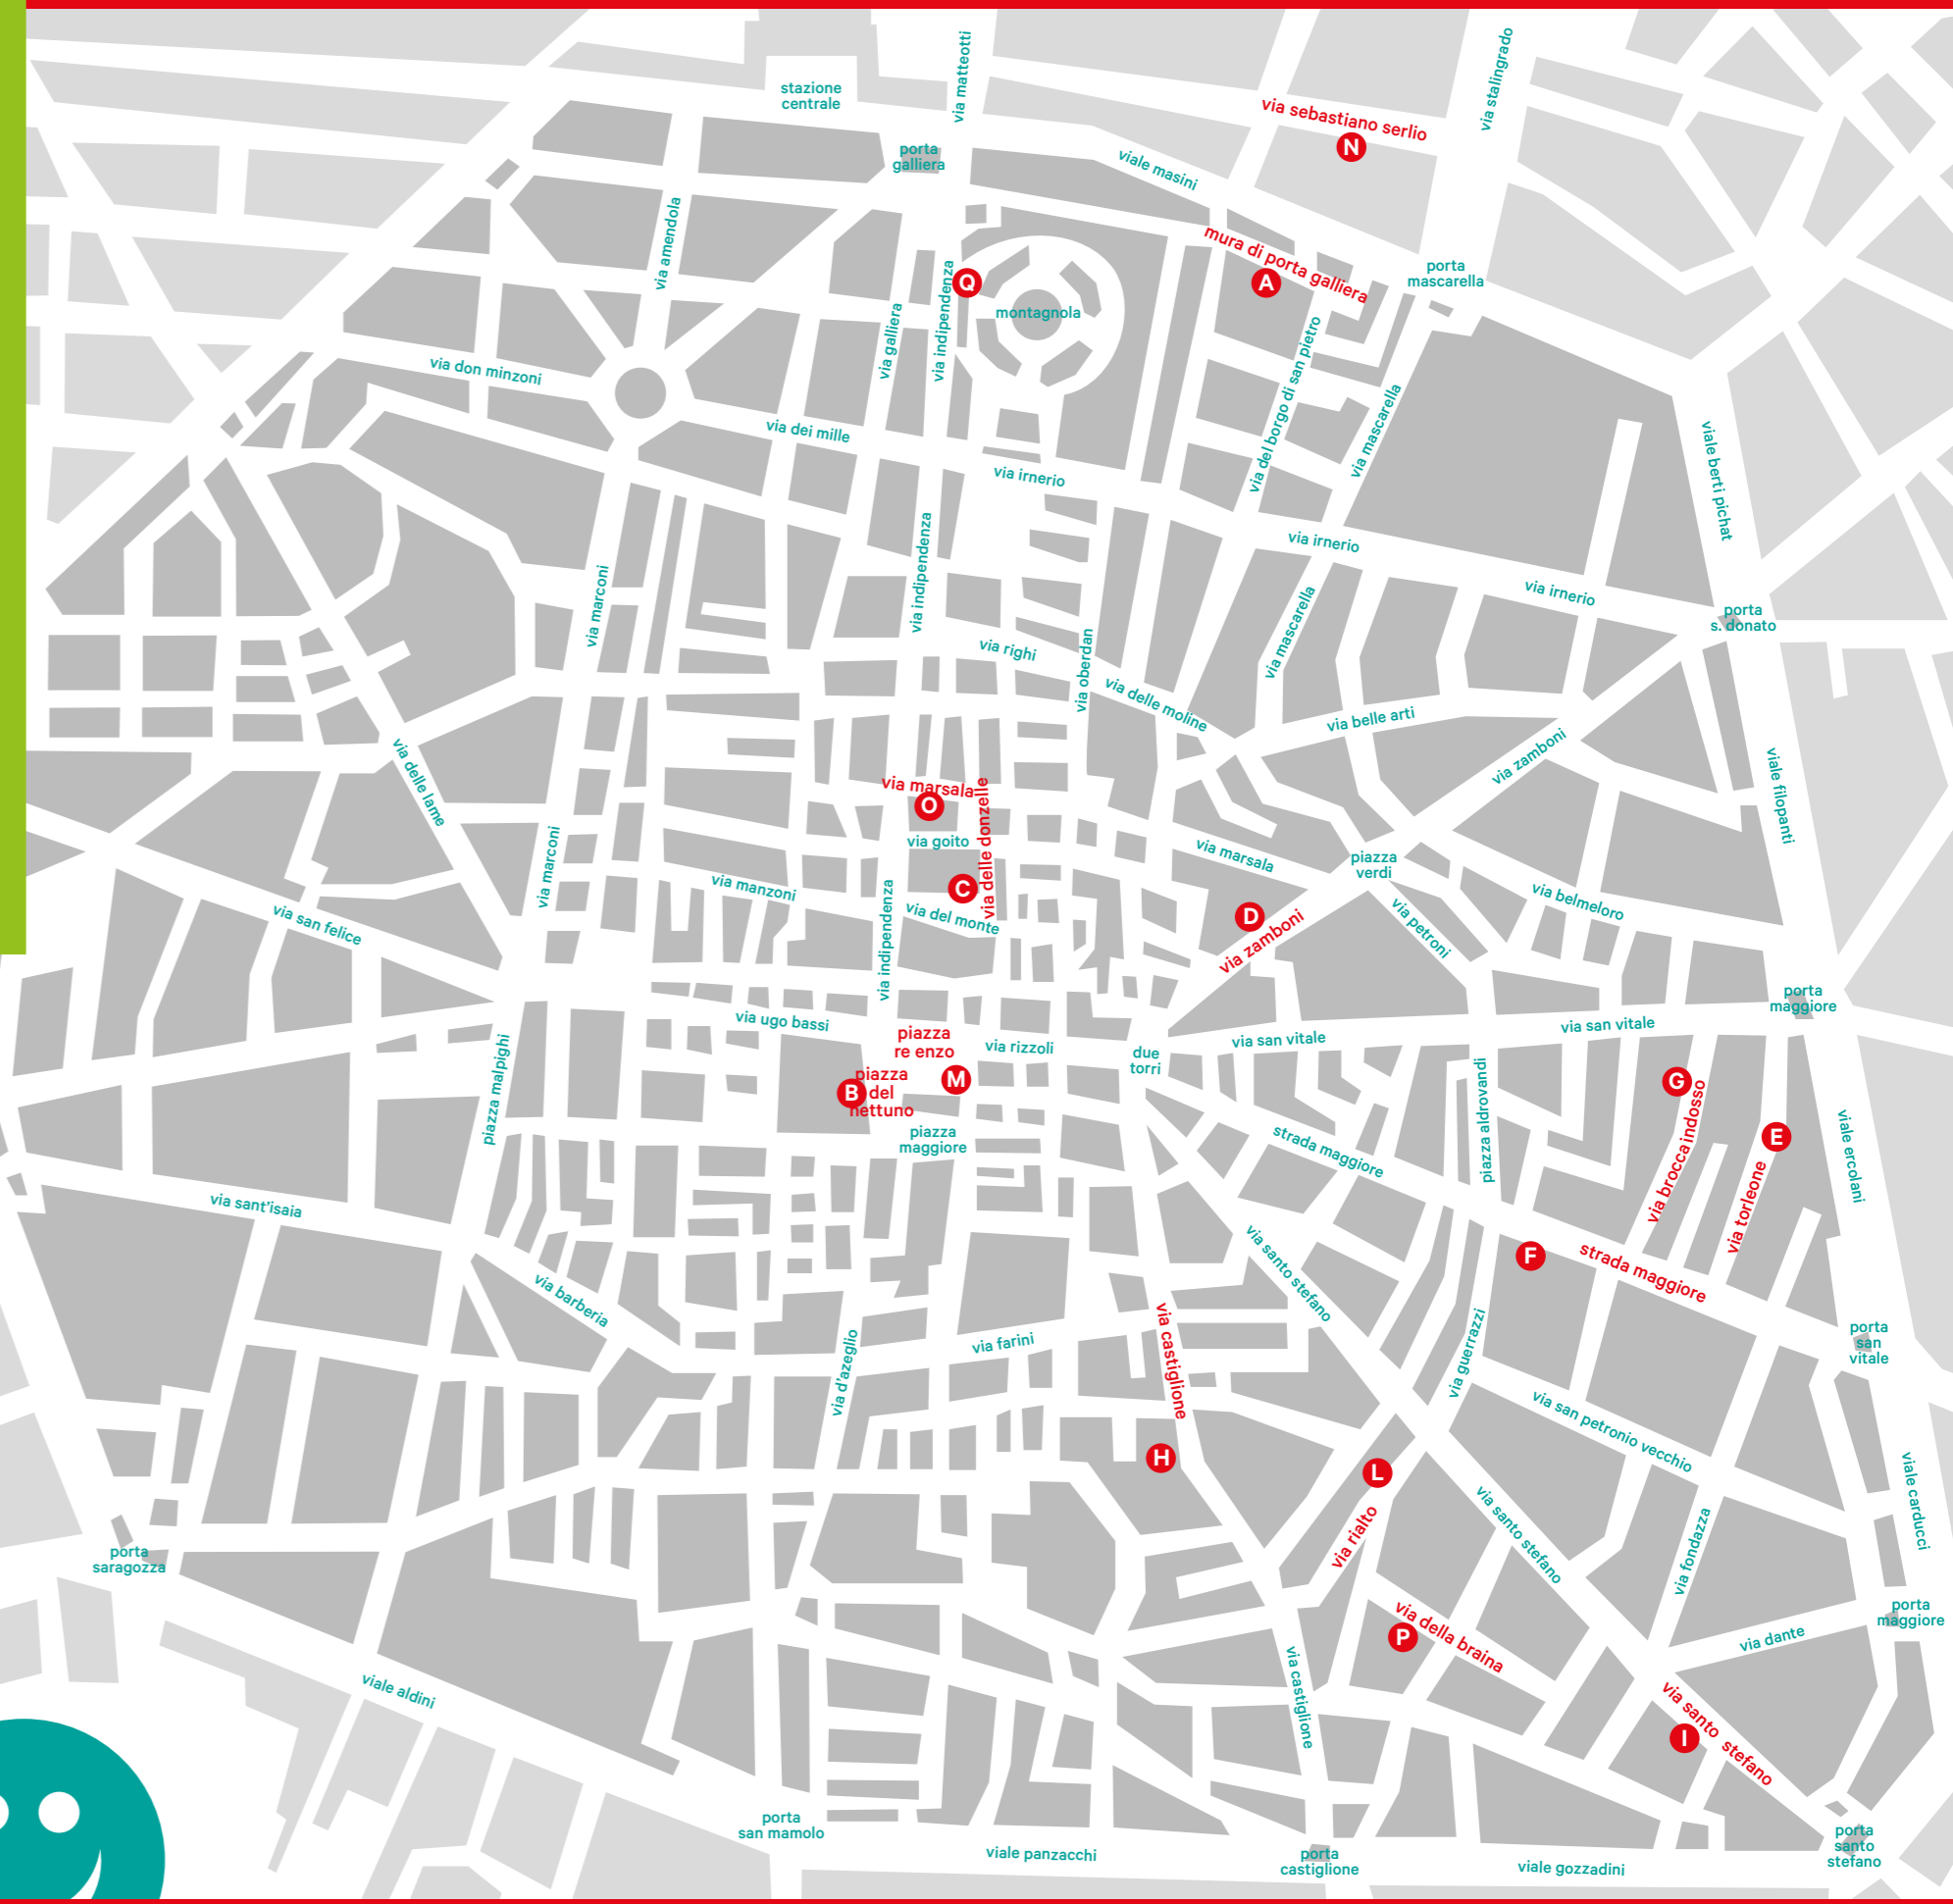 via matteotti
via stalingrado
stazione
centrale
via sebastiano serlio
N
porta
galliera
viale masini
via amendola
mura di porta galliera
A
porta
mascarella
Q
montagnola
via galliera
via indipendenza
via del borgo di san pietro
via mascarella
via don minzoni
via dei mille
via irnerio
viale berti pichat
via indipendenza
via irnerio
via marconi
via irnerio
via mascarella
porta
s. donato
via righi
via oberdan
via delle moline
via belle arti
via zamboni
via delle lame
viale filopanti
via marsala
O
via delle donzelle
via goito
via marconi
via marsala
piazza
verdi
via manzoni
C
via del monte
via indipendenza
D
via zamboni
via petroni
via belmeloro
via san felice
porta
maggiore
via ugo bassi
piazza
re enzo
via rizzoli
due
torri
via san vitale
via san vitale
piazza malpighi
B
piazza
del
nettuno
M
piazza
maggiore
piazza aldrovandi
G
via broccaindosso
E
via torleone
viale ercolani
strada maggiore
via sant'isaia
via santo stefano
F
strada maggiore
via barberia
via d'azeglio
via farini
via castiglione
via guerrazzi
porta
san
vitale
via san petronio vecchio
H
L
via rialto
via santo stefano
via fondazza
viale carducci
porta
saragozza
via della braina
P
via dante
porta
maggiore
via castiglione
viale aldini
via santo stefano
I
porta
san mamolo
viale panzacchi
porta
castiglione
viale gozzadini
porta
santo
stefano